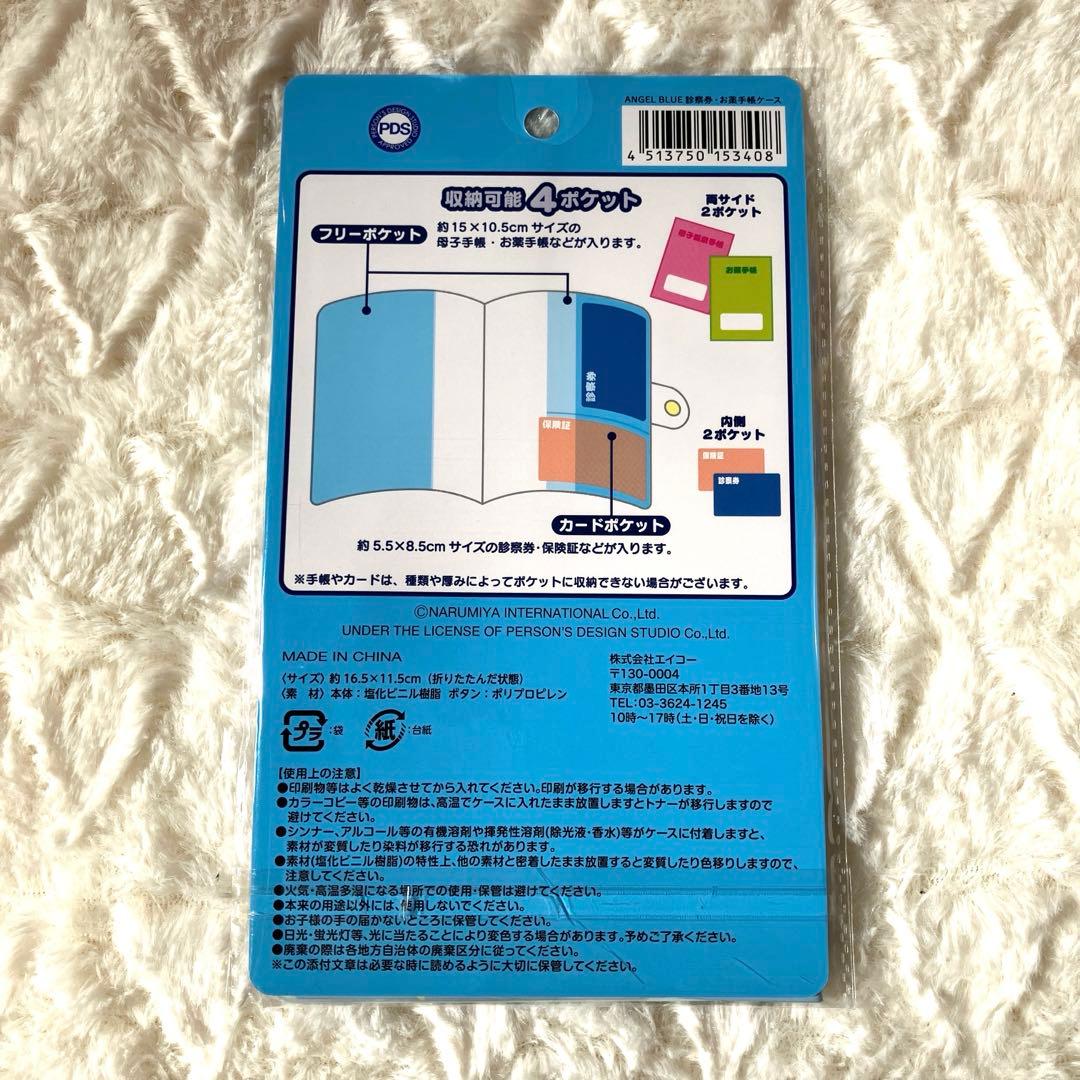 PERSON'S DESIGN STUDIO
PDS
APPROVED
ANGEL BLUE 診察券・お薬手帳ケース
4 513750 153408
収納可能4ポケット
両サイド
2ポケット
フリーポケット
約15×10.5cmサイズの
母子手帳・お薬手帳などが入ります。
母子健康手帳
お薬手帳
診察券
保険証
内側
2ポケット
保険証
診察券
カードポケット
約5.5×8.5cmサイズの診察券・保険証などが入ります。
※手帳やカードは、種類や厚みによってポケットに収納できない場合がございます。
©NARUMIYA INTERNATIONAL Co.,Ltd.
UNDER THE LICENSE OF PERSON'S DESIGN STUDIO Co.,Ltd.
MADE IN CHINA
〈サイズ〉約16.5×11.5cm（折りたたんだ状態）
〈素 材〉本体：塩化ビニル樹脂 ボタン：ポリプロピレン
プラ:袋
紙:台紙
株式会社エイコー
〒130-0004
東京都墨田区本所1丁目3番地13号
TEL:03-3624-1245
10時〜17時(土・日・祝日を除く)
【使用上の注意】
●印刷物等はよく乾燥させてから入れてください。印刷が移行する場合があります。
●カラーコピー等の印刷物は、高温でケースに入れたまま放置しますとトナーが移行しますので
避けてください。
●シンナー、アルコール等の有機溶剤や揮発性溶剤(除光液・香水)等がケースに付着しますと、
素材が変質したり染料が移行する恐れがあります。
●素材(塩化ビニル樹脂)の特性上、他の素材と密着したまま放置すると変質したり色移りしますので、
注意してください。
●火気・高温多湿になる場所での使用・保管は避けてください。
●本来の用途以外には、使用しないでください。
●お子様の手の届かないところに保管してください。
●日光・蛍光灯等、光に当たることにより変色する場合があります。予めご了承ください。
●廃棄の際は各地方自治体の廃棄区分に従ってください。
※この添付文章は必要な時に読めるように大切に保管してください。